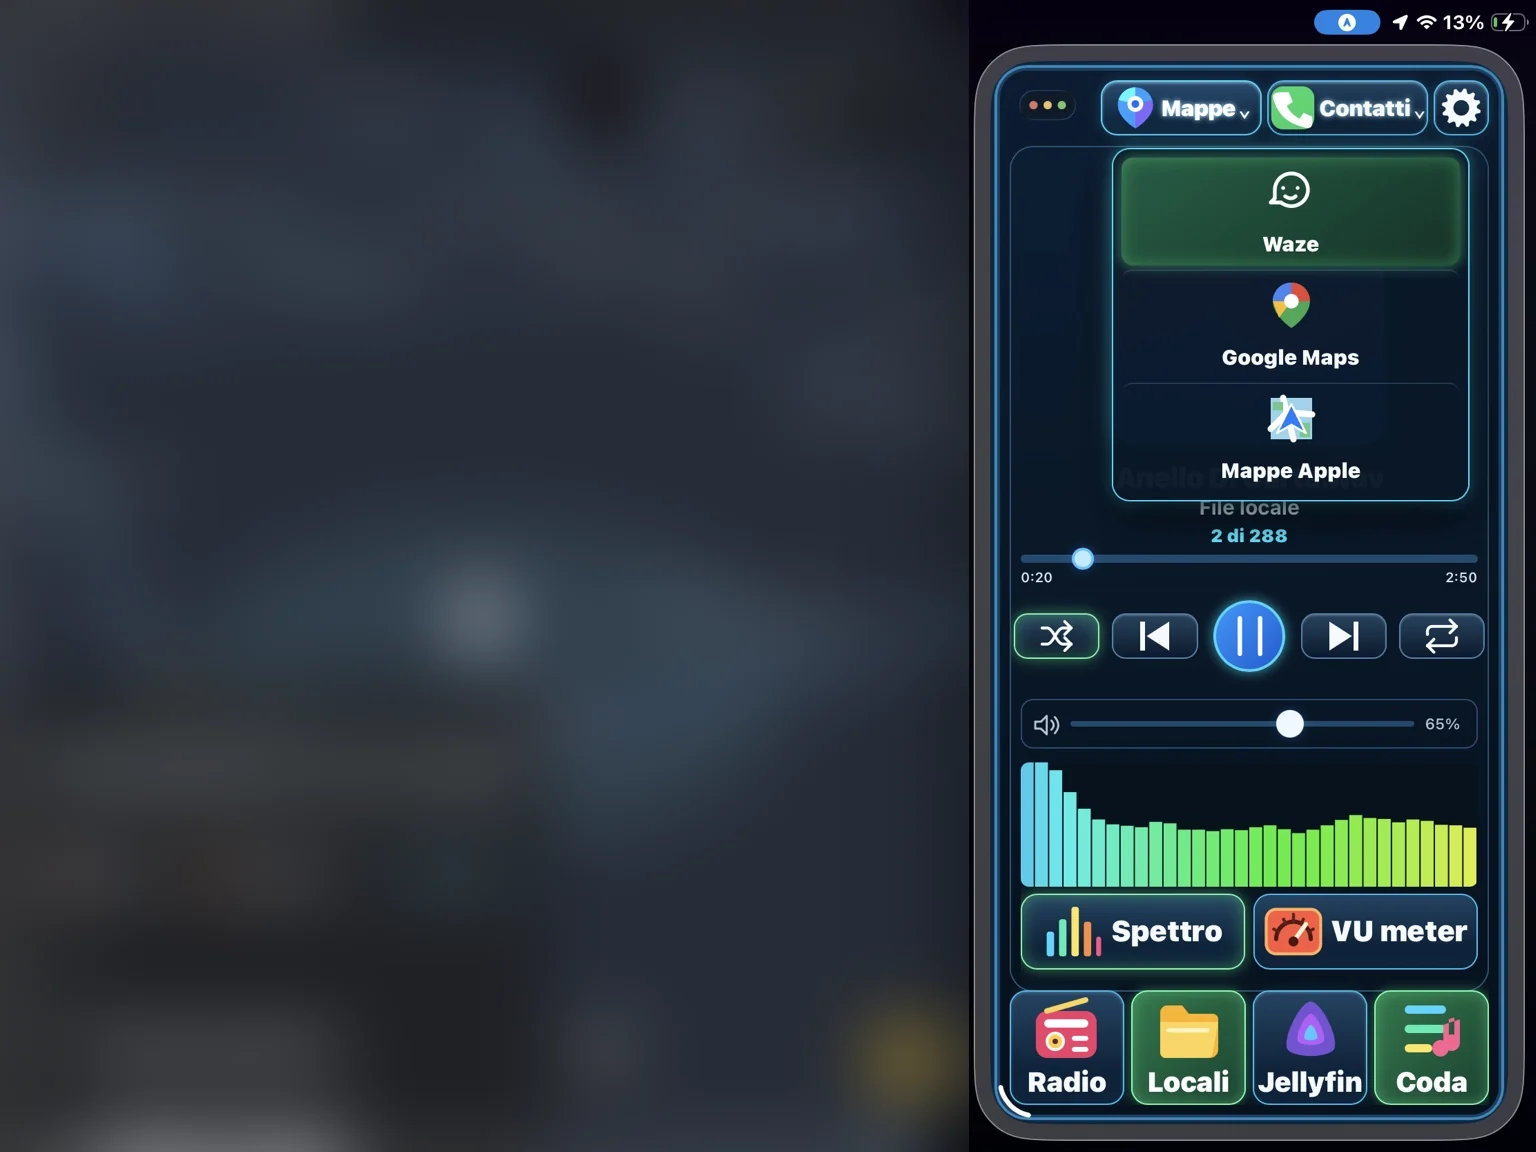 13%
Mappe
Contatti
Waze
Google Maps
Mappe Apple
File locale
2 di 288
0:20
2:50
65%
Spettro
VU meter
Radio
Locali
Jellyfin
Coda